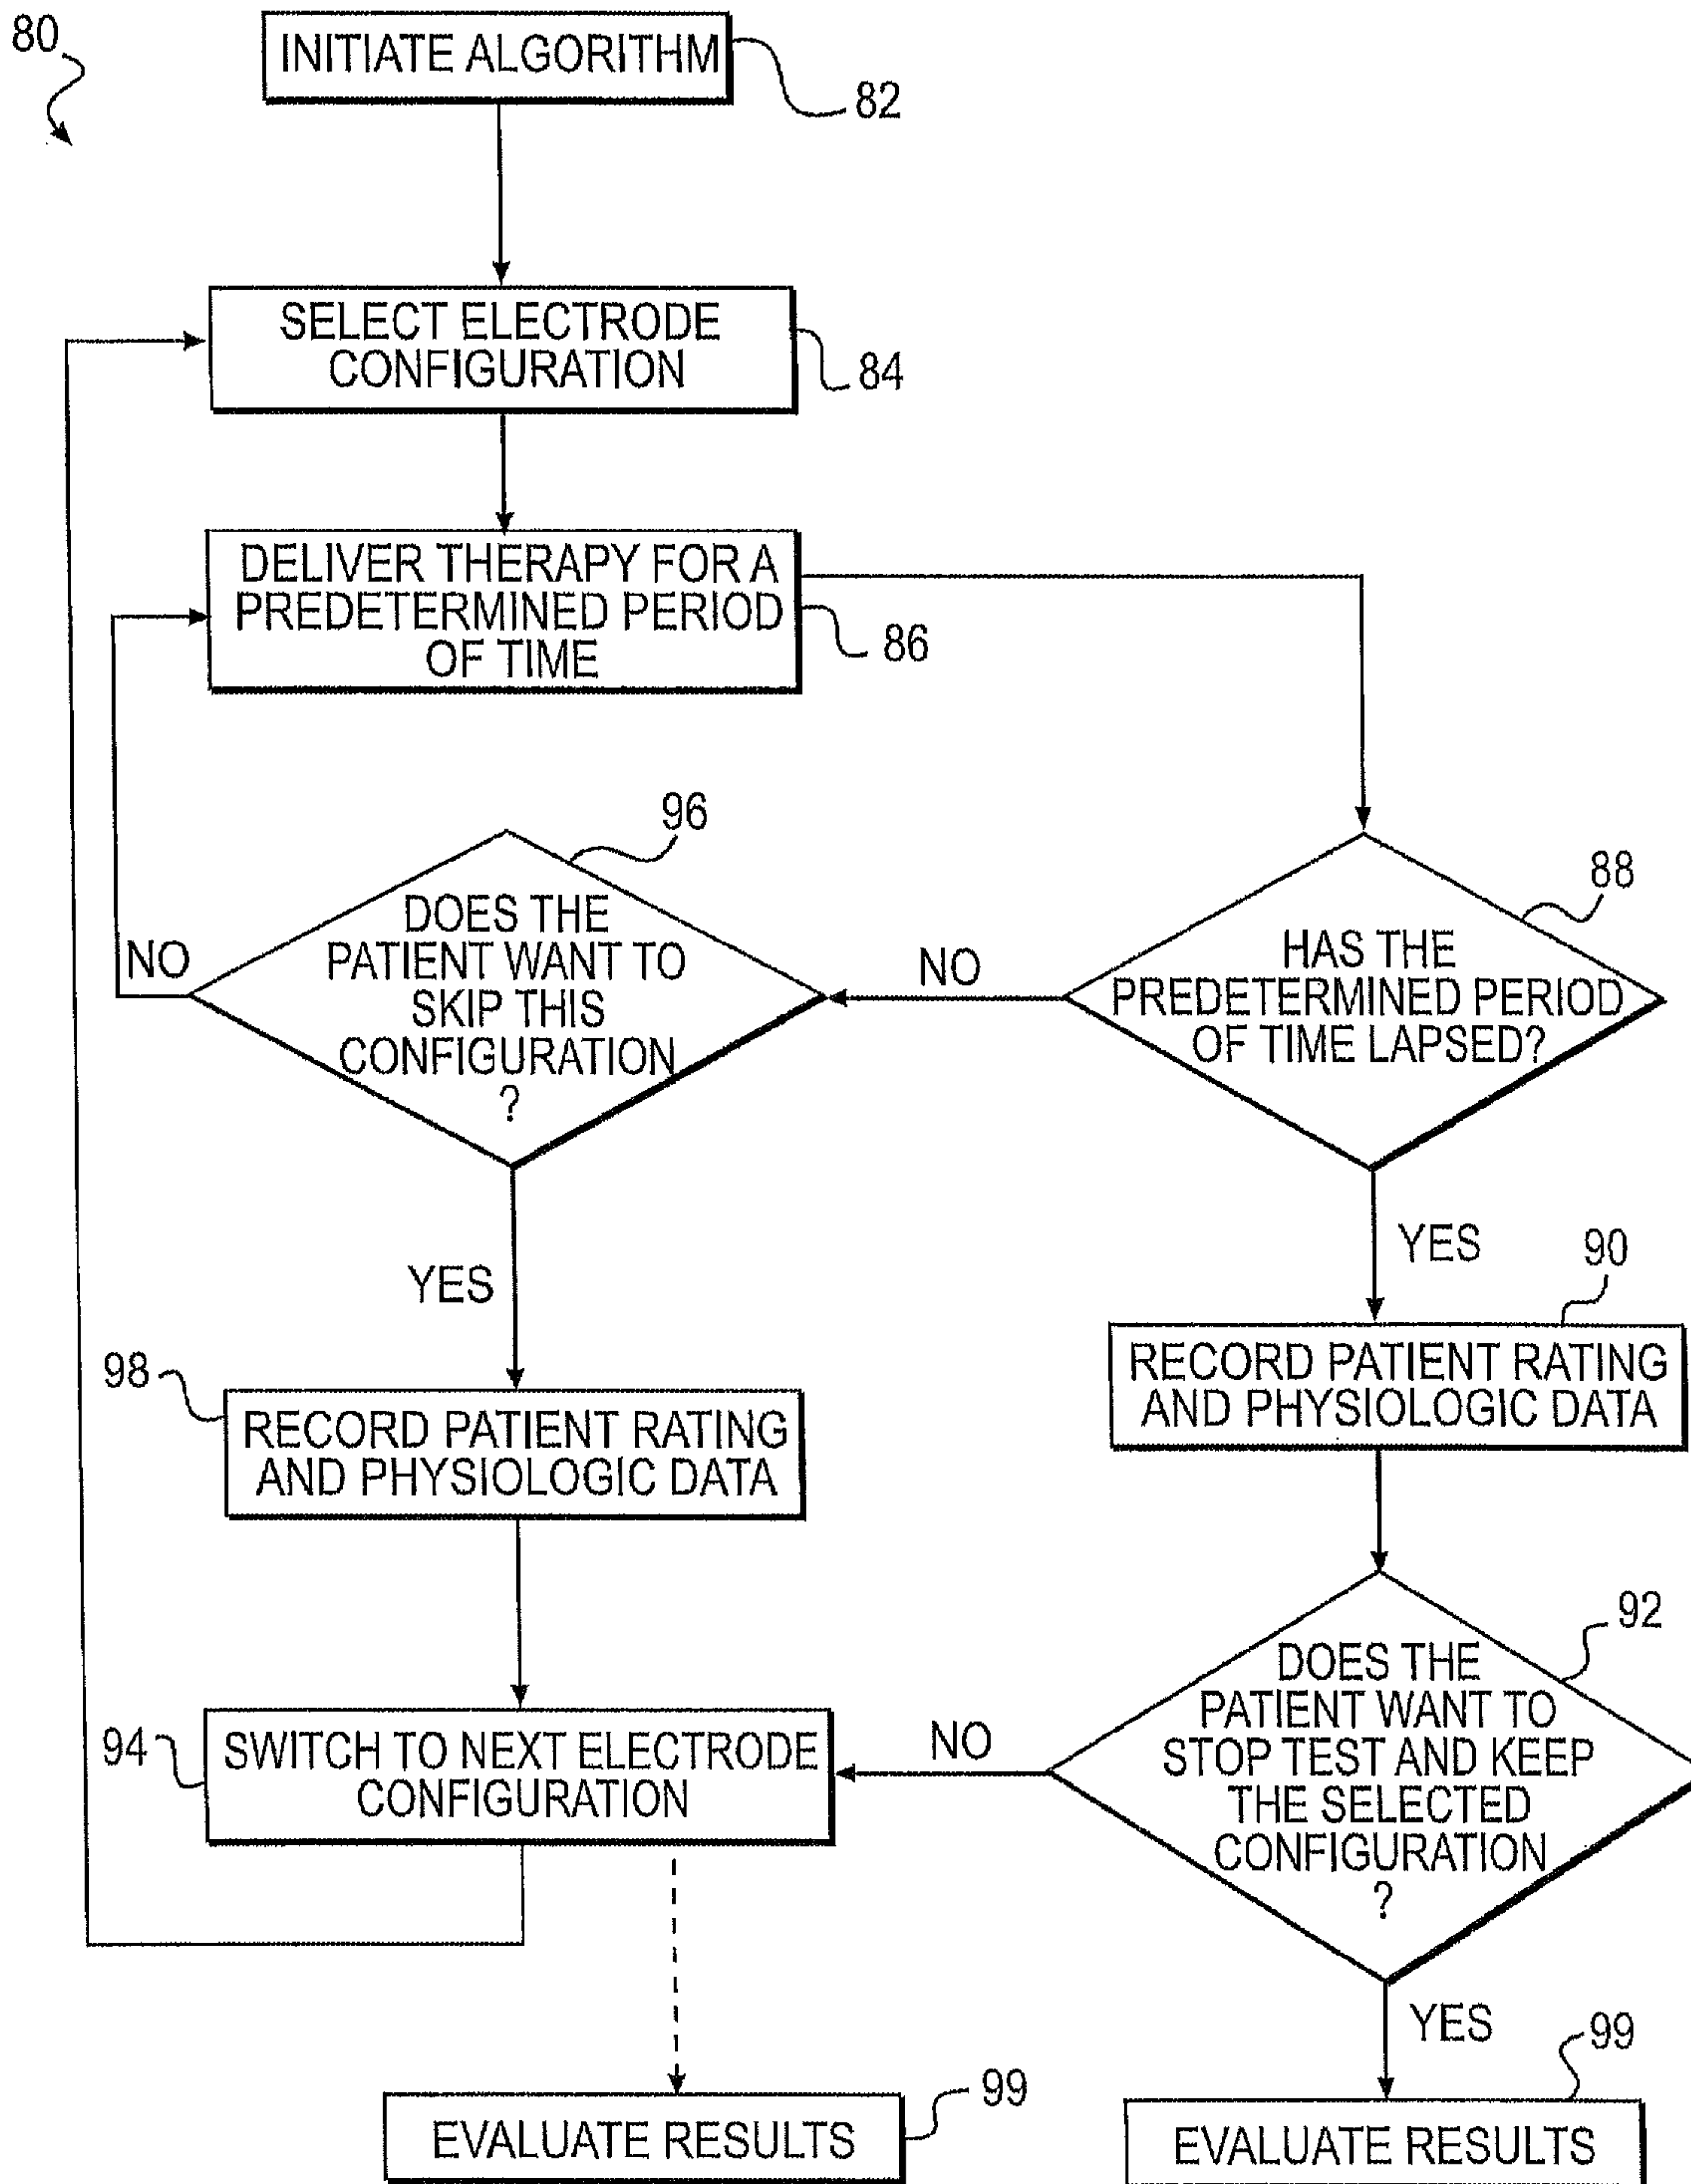 80
INITIATE ALGORITHM
82
SELECT ELECTRODE
CONFIGURATION
84
DELIVER THERAPY FOR A
PREDETERMINED PERIOD
OF TIME
86
96
DOES THE
PATIENT WANT TO
SKIP THIS
CONFIGURATION
?
NO
NO
88
HAS THE
PREDETERMINED PERIOD
OF TIME LAPSED?
YES
YES
90
98
RECORD PATIENT RATING
AND PHYSIOLOGIC DATA
RECORD PATIENT RATING
AND PHYSIOLOGIC DATA
92
DOES THE
PATIENT WANT TO
STOP TEST AND KEEP
THE SELECTED
CONFIGURATION
?
NO
94
SWITCH TO NEXT ELECTRODE
CONFIGURATION
YES
99
EVALUATE RESULTS
99
EVALUATE RESULTS